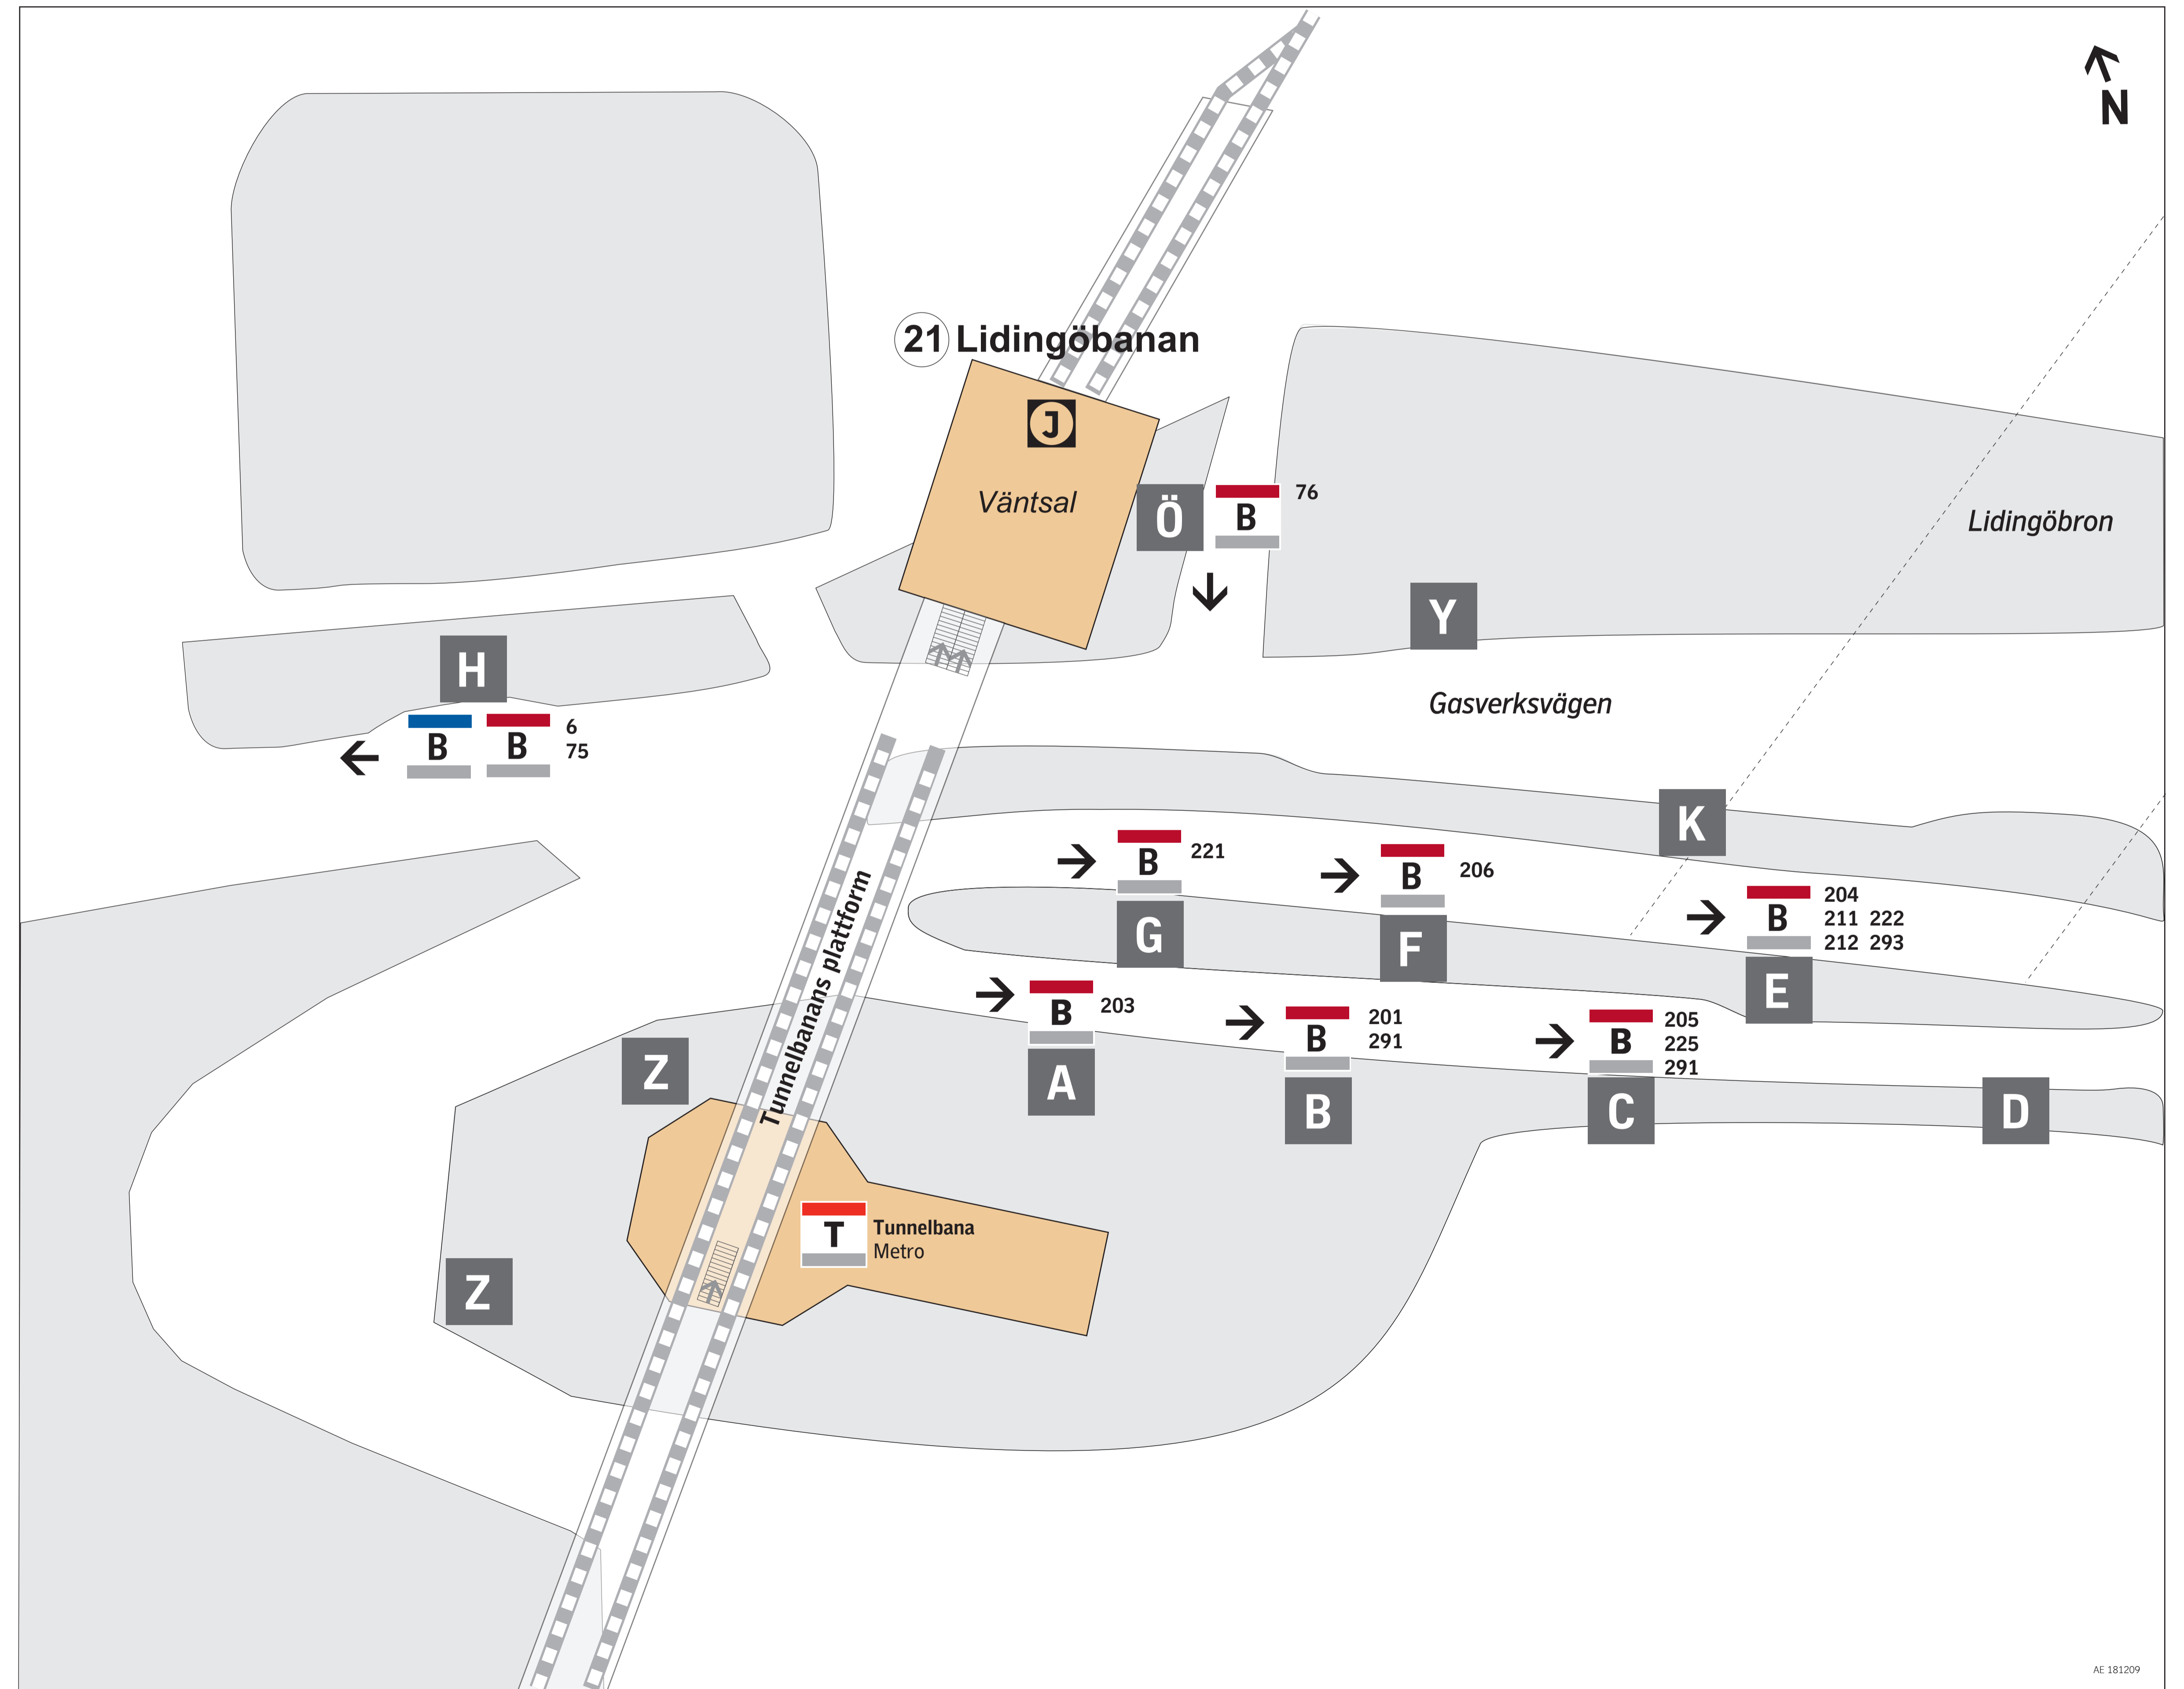 N
21 Lidingöbanan
J
Väntsal
Ö
B
76
Lidingöbron
Y
H
B
B
6
75
Gasverksvägen
K
B
221
G
B
206
F
B
204
211 222
212 293
E
Tunnelbanans plattform
B
203
A
B
201
291
B
B
205
225
291
C
D
Z
Z
T
Tunnelbana
Metro
AE 181209